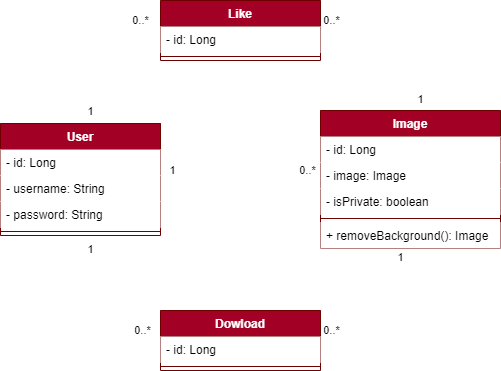 Like
0..*
0..*
- id: Long
1
1
User
- id: Long
- username: String
- password: String
1
1
0..*
Image
- id: Long
- image: Image
- isPrivate: boolean
+ removeBackground(): Image
1
Dowload
0..*
0..*
- id: Long